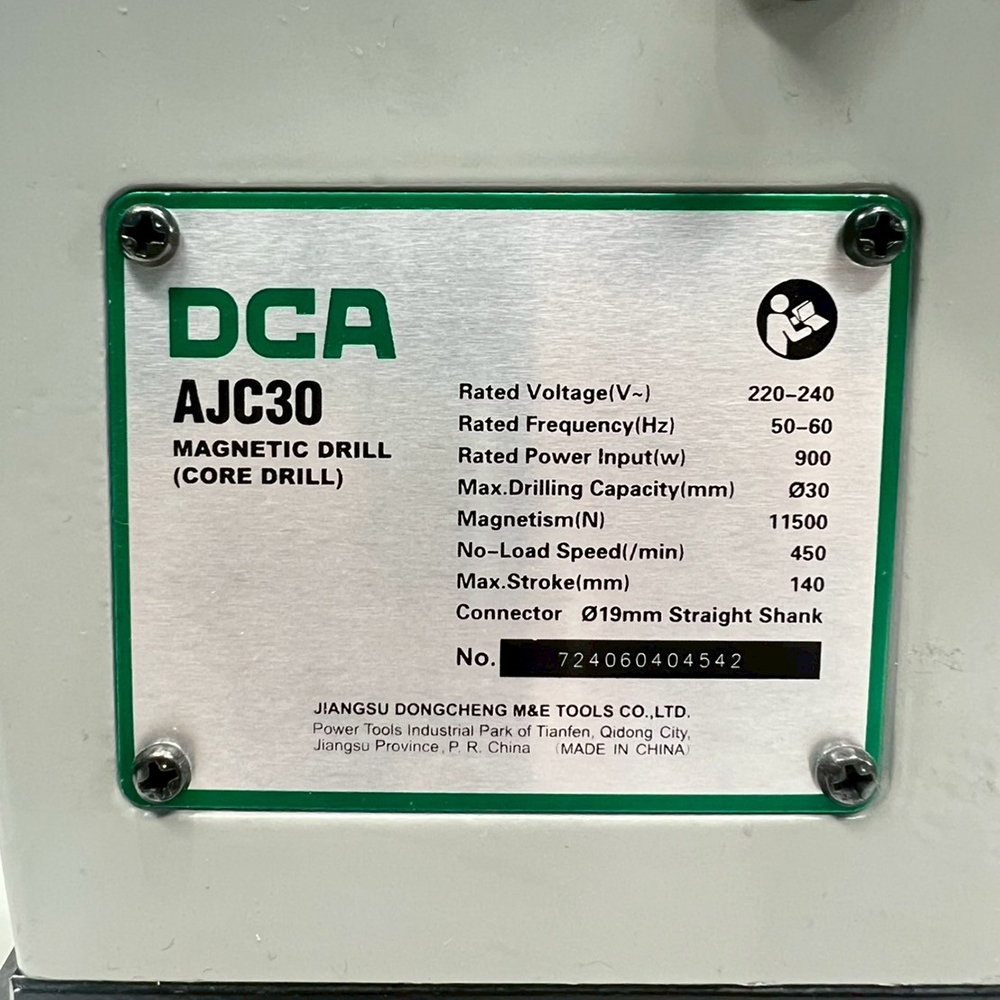 DCA
AJC30
MAGNETIC DRILL
(CORE DRILL)
Rated Voltage(V~) 220-240
Rated Frequency(Hz) 50-60
Rated Power Input(w) 900
Max.Drilling Capacity(mm) Ø30
Magnetism(N) 11500
No-Load Speed(/min) 450
Max.Stroke(mm) 140
Connector Ø19mm Straight Shank
No. 724060404542
JIANGSU DONGCHENG M&E TOOLS CO.,LTD.
Power Tools Industrial Park of Tianfen, Qidong City,
Jiangsu Province, P. R. China (MADE IN CHINA)